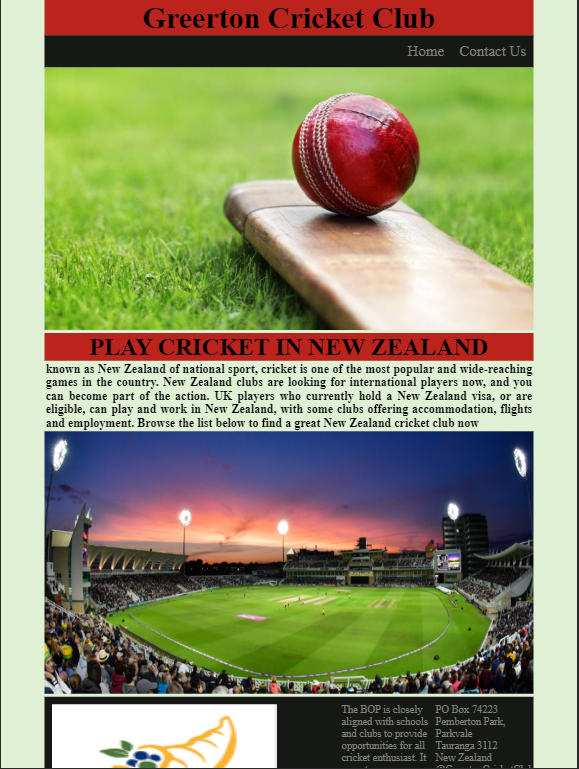 Greerton Cricket Club
Home Contact Us
PLAY CRICKET IN NEW ZEALAND
known as New Zealand of national sport, cricket is one of the most popular and wide-reaching
games in the country. New Zealand clubs are looking for international players now, and you
can become part of the action. UK players who currently hold a New Zealand visa, or are
eligible, can play and work in New Zealand, with some clubs offering accommodation, flights
and employment. Browse the list below to find a great New Zealand cricket club now
The BOP is closely
aligned with schools
and clubs to provide
opportunities for all
cricket enthusiast. It
PO Box 74223
Pemberton Park,
Parkvale
Tauranga 3112
New Zealand